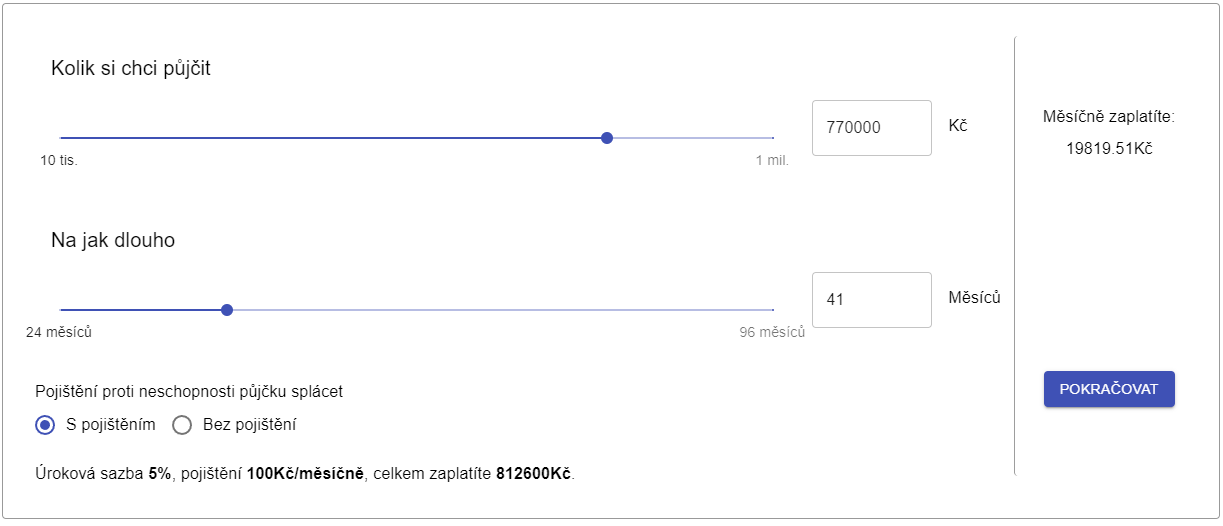 Kolik si chci půjčit
770000
Kč
10 tis.
1 mil.
Na jak dlouho
41
Měsíců
24 měsíců
96 měsíců
Pojištění proti neschopnosti půjčku splácet
S pojištěním
Bez pojištění
Úroková sazba 5%, pojištění 100Kč/měsíčně, celkem zaplatíte 812600Kč.
Měsíčně zaplatíte:
19819.51Kč
POKRAČOVAT